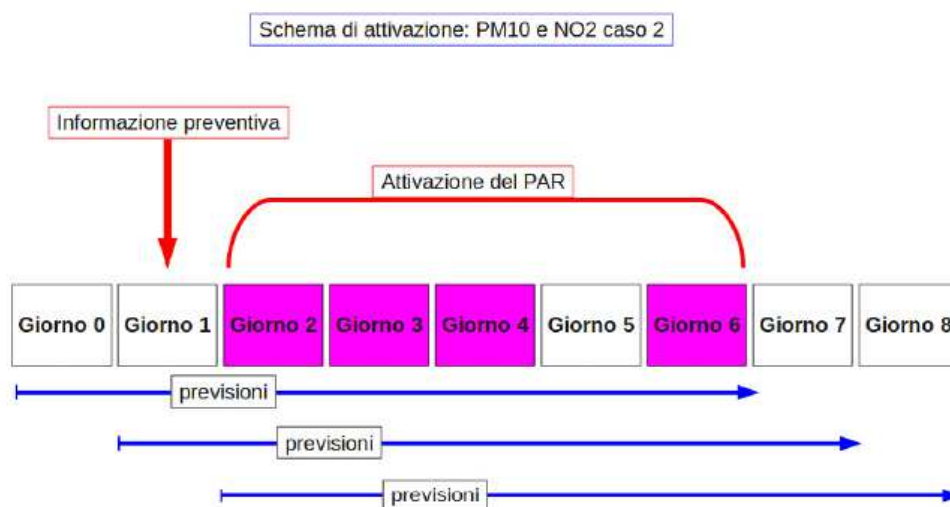 Schema di attivazione: PM10 e NO2 caso 2
Informazione preventiva
Attivazione del PAR
Giorno 0 Giorno 1 Giorno 2 Giorno 3 Giorno 4 Giorno 5 Giorno 6 Giorno 7 Giorno 8
previsioni
previsioni
previsioni